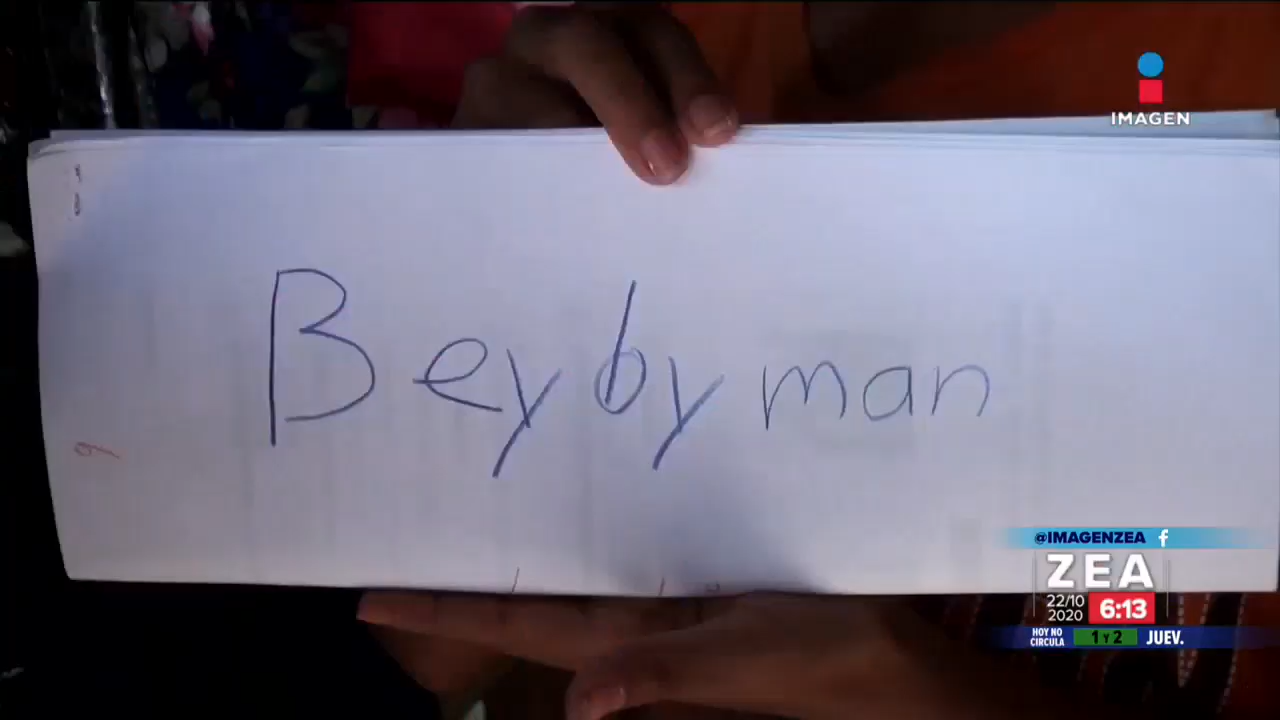 IMAGEN
Beybyman
@IMAGENZEA f
ZEA
22/10
2020
6:13
HOY NO
CIRCULA
1 Y 2
JUEV.